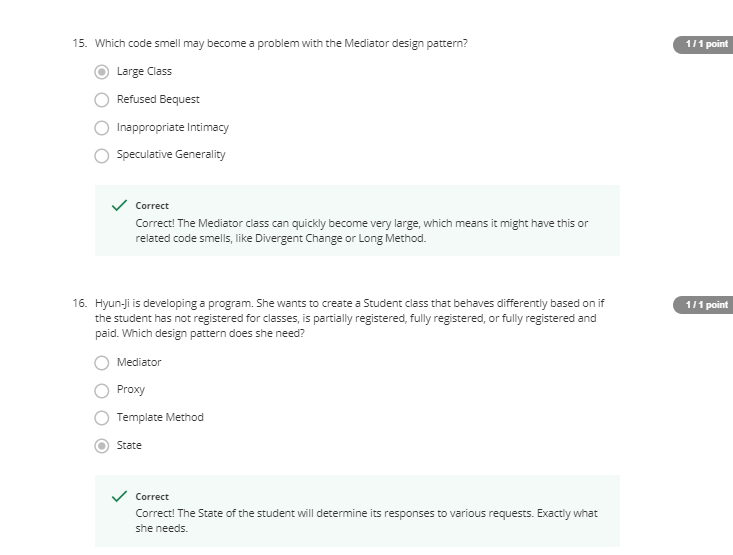 15. Which code smell may become a problem with the Mediator design pattern?
1 / 1 point
Large Class
Refused Bequest
Inappropriate Intimacy
Speculative Generality
Correct
Correct! The Mediator class can quickly become very large, which means it might have this or
related code smells, like Divergent Change or Long Method.
16. Hyun-Ji is developing a program. She wants to create a Student class that behaves differently based on if
1 / 1 point
the student has not registered for classes, is partially registered, fully registered, or fully registered and
paid. Which design pattern does she need?
Mediator
Proxy
Template Method
State
Correct
Correct! The State of the student will determine its responses to various requests. Exactly what
she needs.